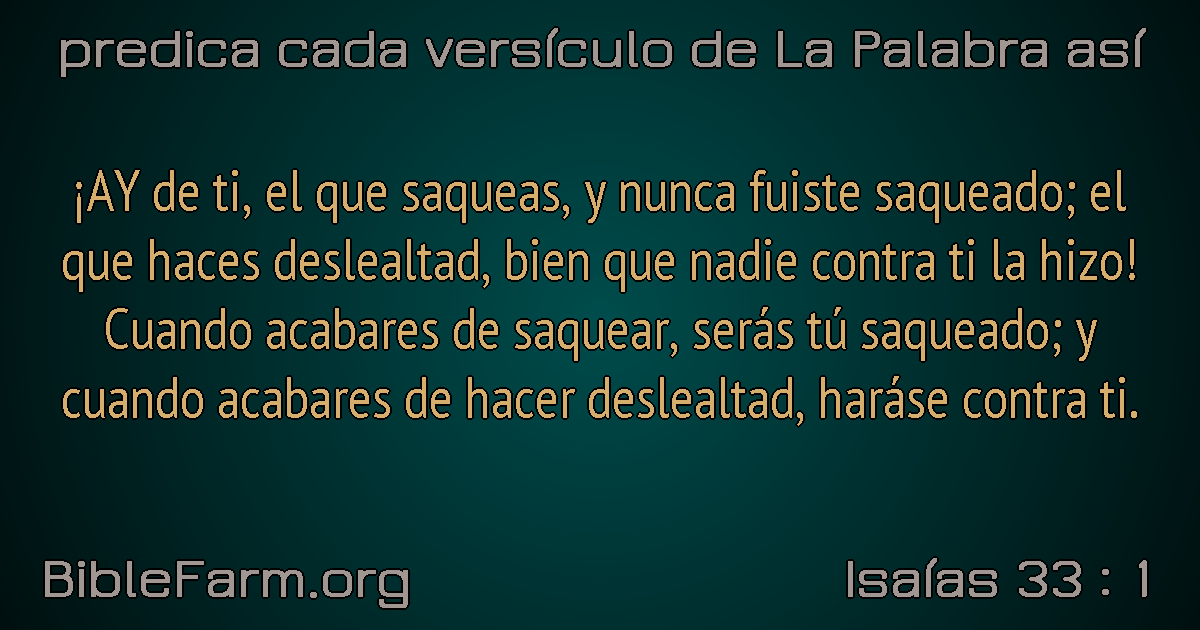 predica cada versículo de La Palabra así
¡AY de ti, el que saqueas, y nunca fuiste saqueado; el
que haces deslealtad, bien que nadie contra ti la hizo!
Cuando acabares de saquear, serás tú saqueado; y
cuando acabares de hacer deslealtad, haráse contra ti.
BibleFarm.org
Isaías 33 : 1